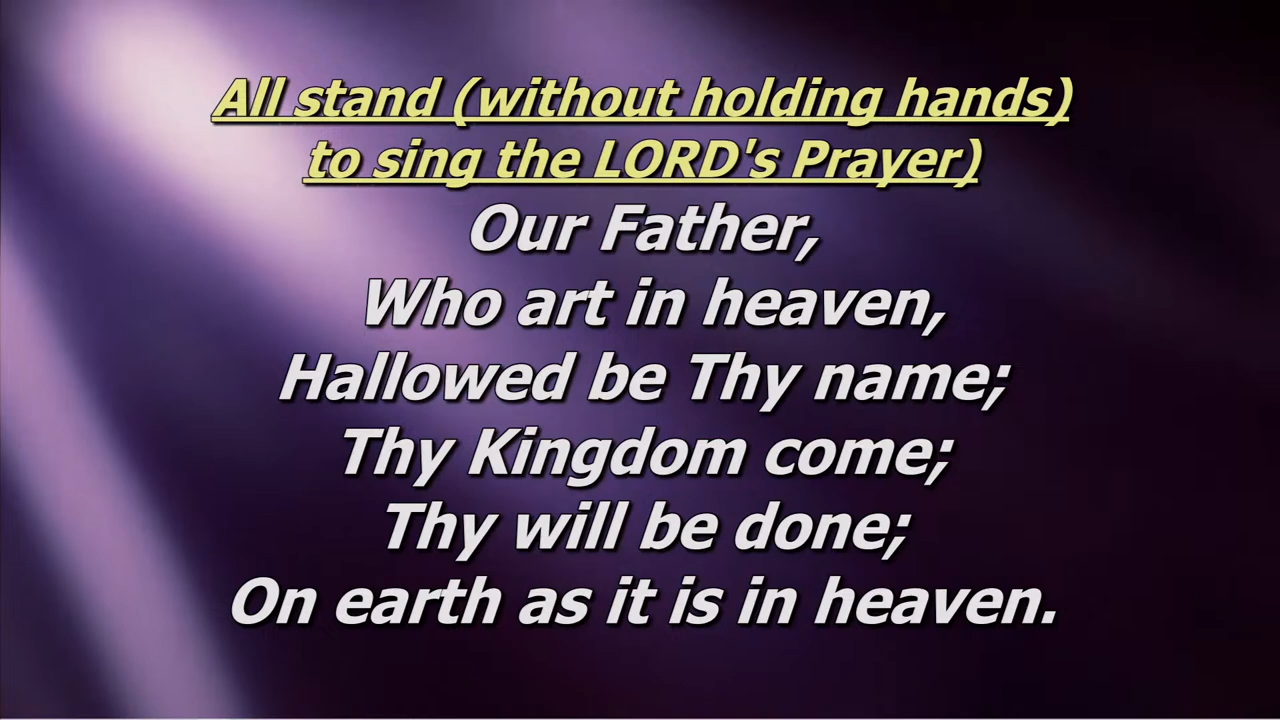 All stand (without holding hands)
to sing the LORD's Prayer)
Our Father,
Who art in heaven,
Hallowed be Thy name;
Thy Kingdom come;
Thy will be done;
On earth as it is in heaven.